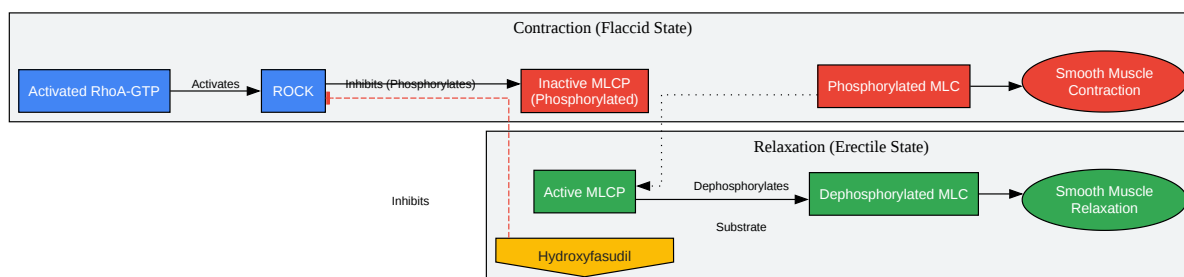 Contraction (Flaccid State)
Activated RhoA-GTP
Activates
ROCK
Inhibits (Phosphorylates)
Inactive MLCP
(Phosphorylated)
Phosphorylated MLC
Smooth Muscle
Contraction
Relaxation (Erectile State)
Active MLCP
Dephosphorylates
Dephosphorylated MLC
Smooth Muscle
Relaxation
Inhibits
Substrate
Hydroxyfasudil